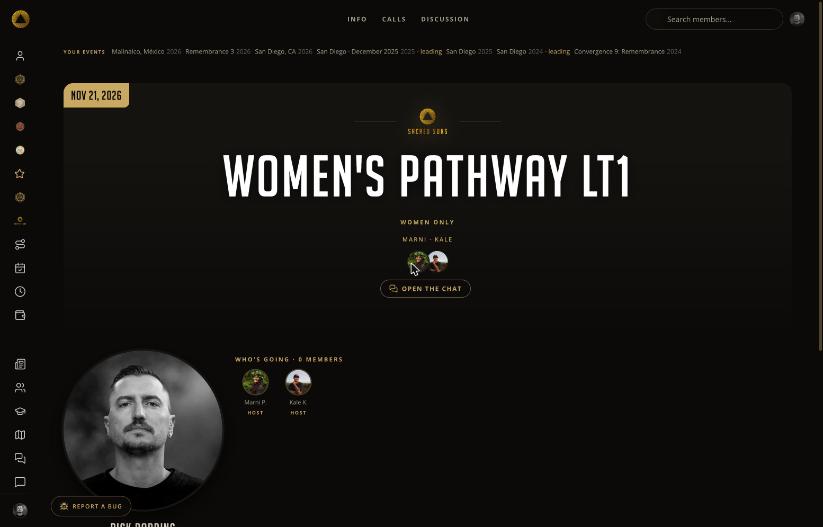 INFO CALLS DISCUSSION
Search members...
YOUR EVENTS Malinalco, México 2026 Remembrance 3 2026 San Diego, CA 2026 San Diego - December 2025 2025 · leading San Diego 2025 San Diego 2024 · leading Convergence 9: Remembrance 2024
NOV 21, 2026
SACRED SONS
WOMEN'S PATHWAY LT1
WOMEN ONLY
MARNI · KALE
OPEN THE CHAT
WHO'S GOING · 0 MEMBERS
Marni P.
Kale K.
HOST
HOST
REPORT A BUG